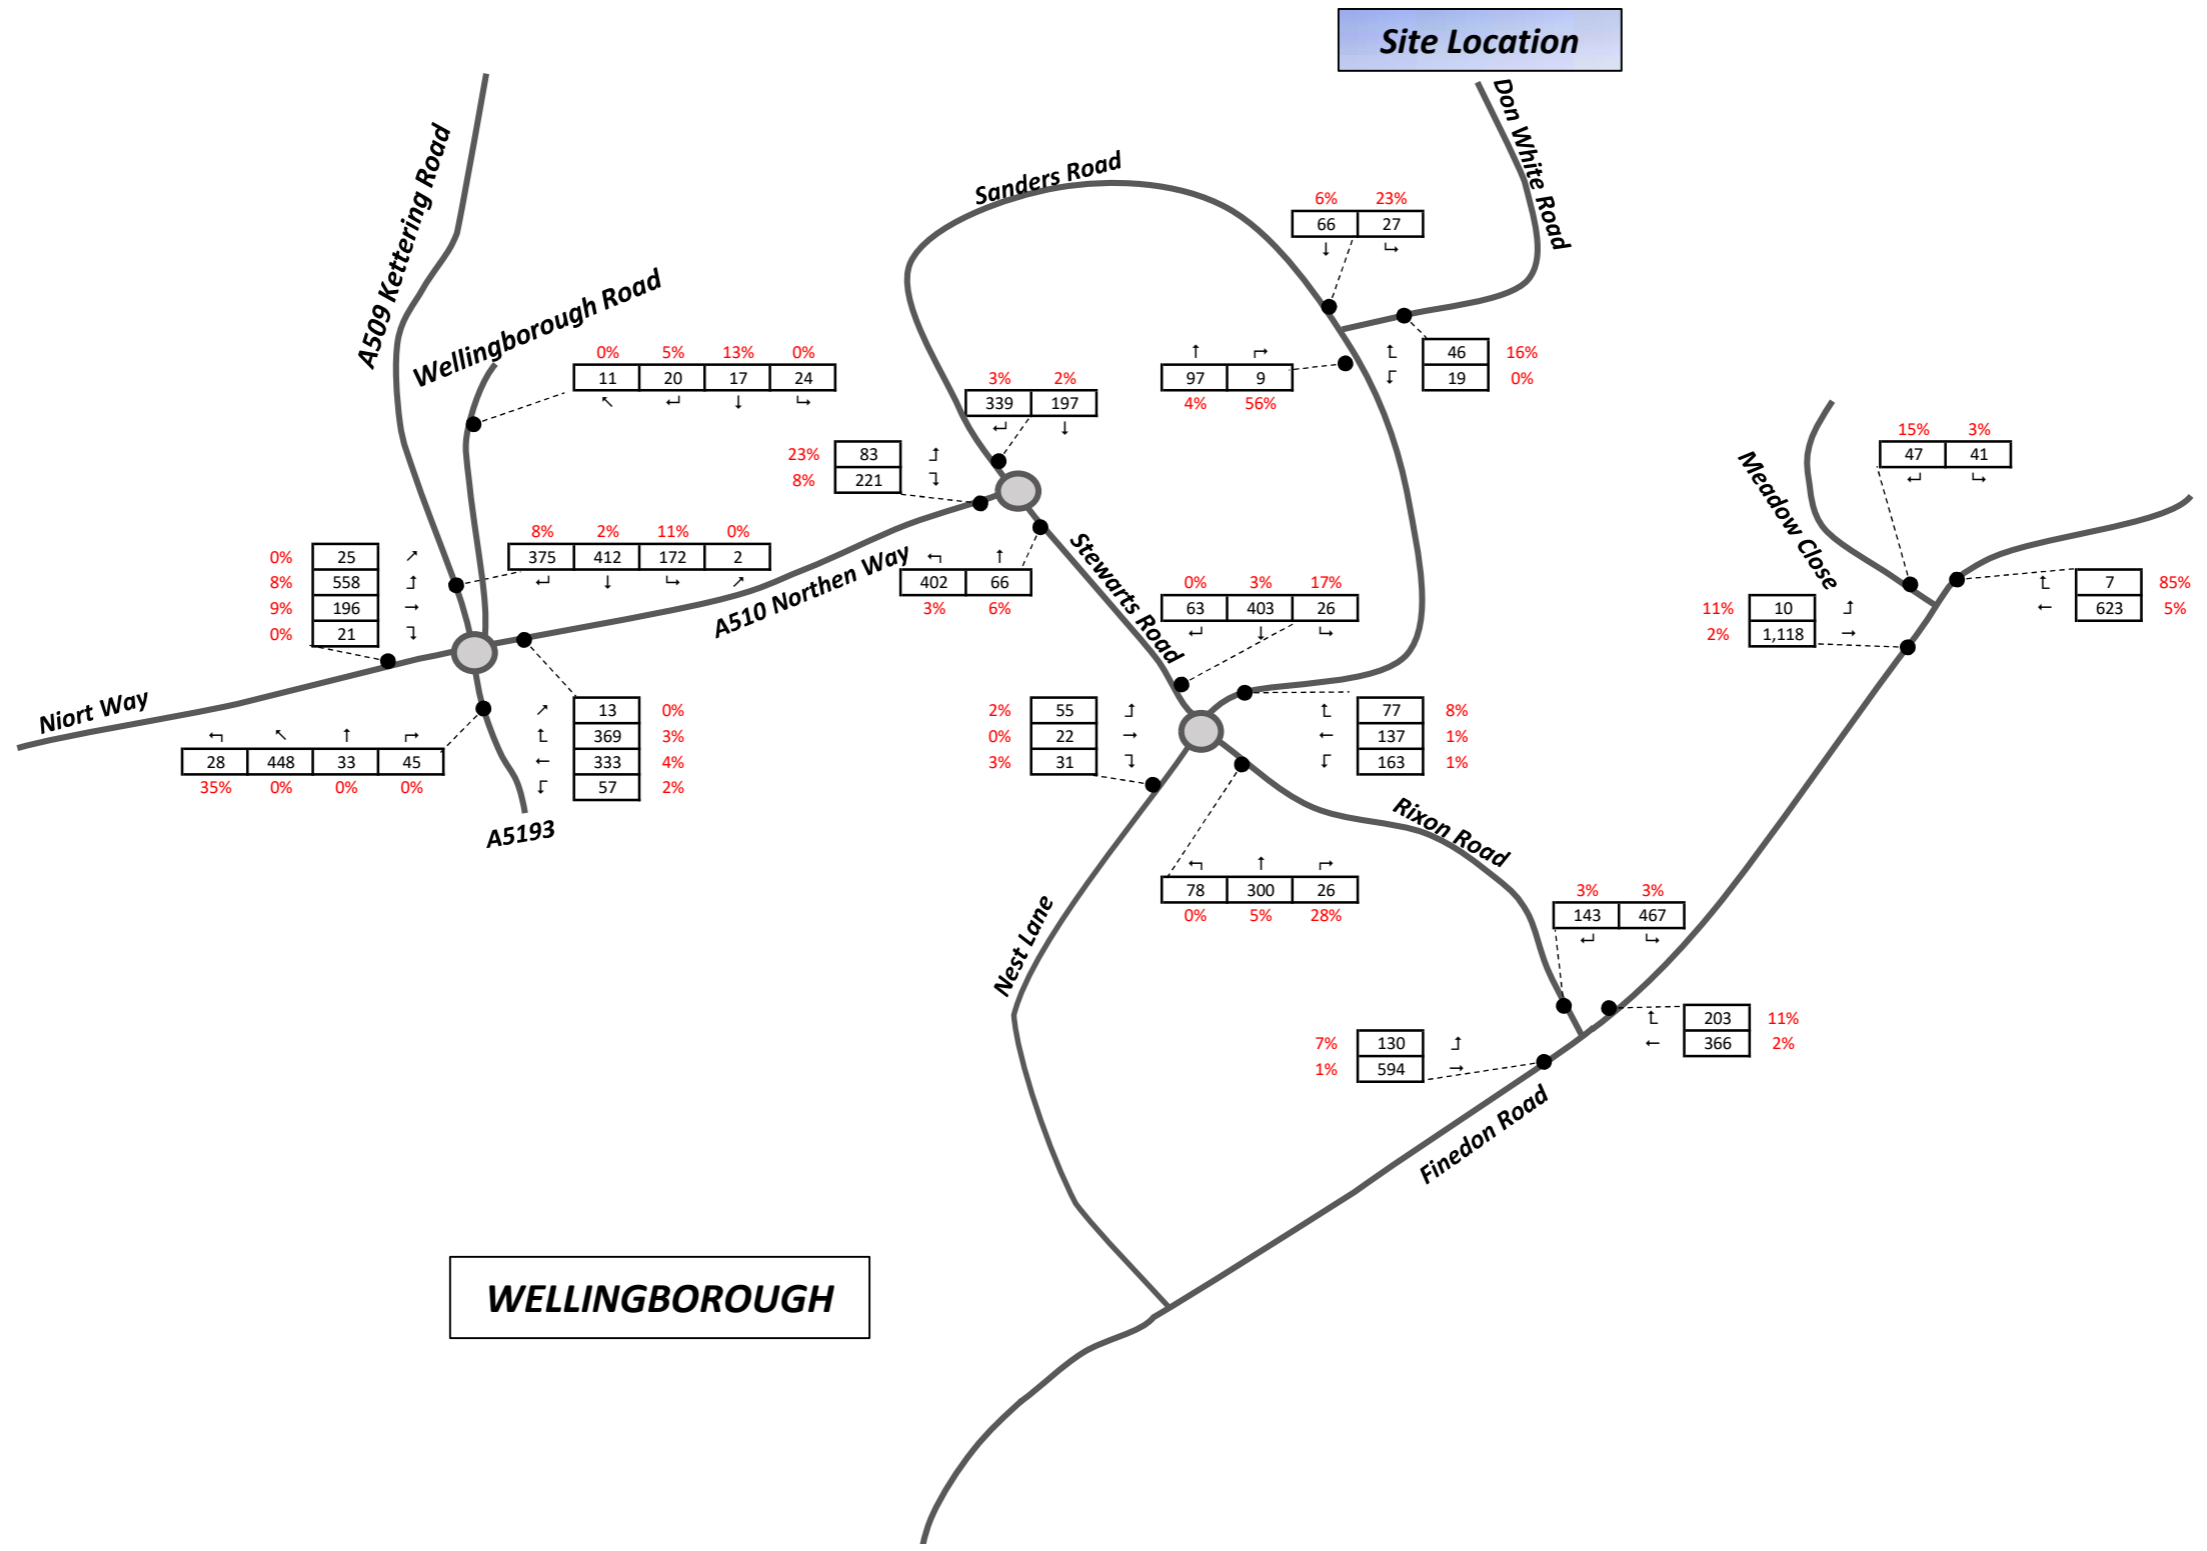 Site Location
Don White Road
Sanders Road
A509 Kettering Road
Wellingborough Road
6% 23%
66 27
↓ ↳
0% 5% 13% 0%
11 20 17 24
↖ ↵ ↓ ↳
3% 2%
339 197
↵ ↓
↑ ↱
97 9
4% 56%
↥ 46 16%
↧ 19 0%
23% 83
8% 221
15% 3%
47 41
↵ ↳
Meadow Close
0% 25 ↗
8% 558
9% 196 →
0% 21
8% 2% 11% 0%
375 412 172 2
↵ ↓ ↳ ↗
A510 Northen Way
↰ ↑
402 66
3% 6%
Stewarts Road
0% 3% 17%
63 403 26
↵ ↓ ↳
11% 10
2% 1,118 →
7 85%
← 623 5%
Niort Way
↰ ↖ ↑ ↱
28 448 33 45
35% 0% 0% 0%
↗ 13 0%
369 3%
← 333 4%
57 2%
A5193
2% 55
0% 22 →
3% 31
77 8%
← 137 1%
163 1%
Rixon Road
↰ ↑ ↱
78 300 26
0% 5% 28%
Nest Lane
3% 3%
143 467
↵ ↳
7% 130
1% 594 →
203 11%
← 366 2%
Finedon Road
WELLINGBOROUGH